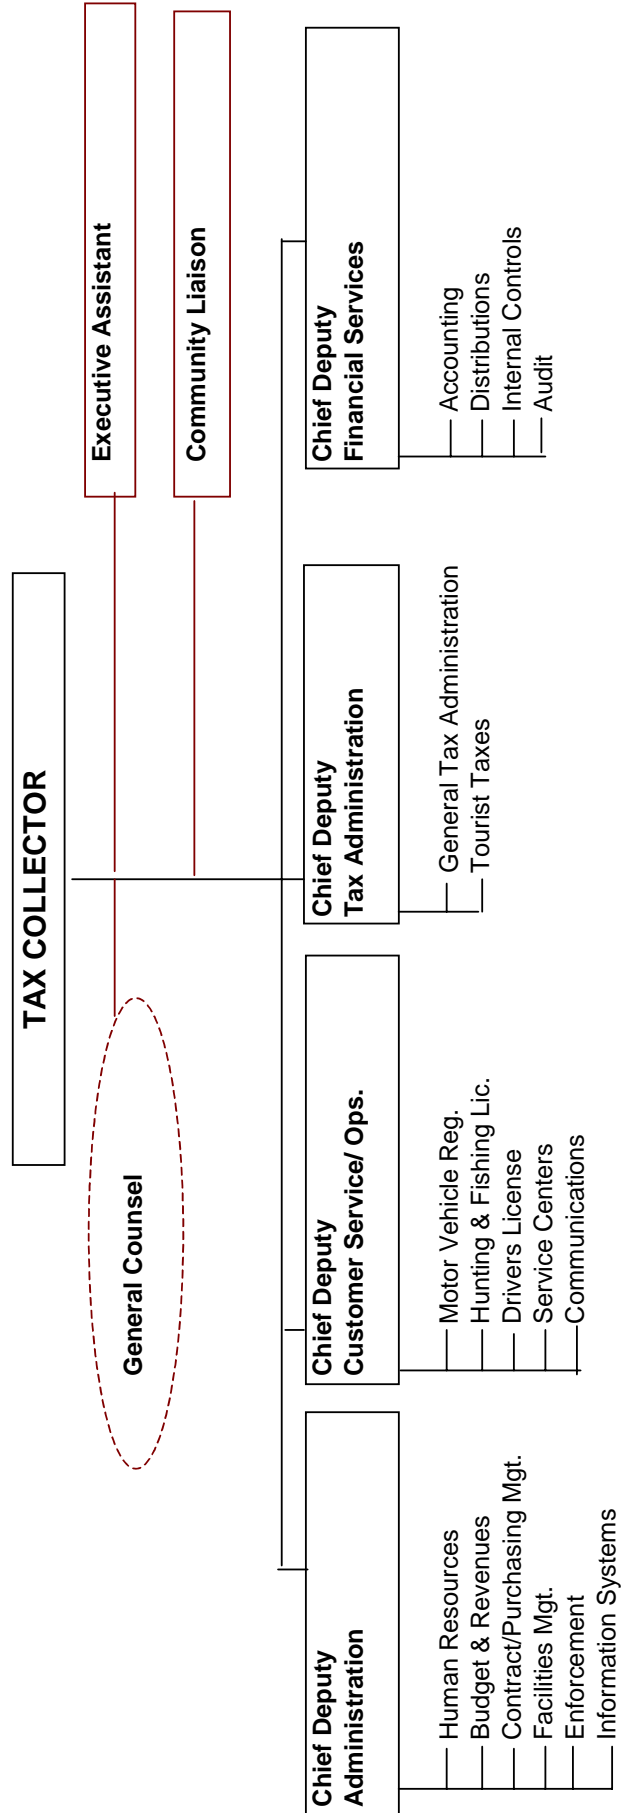 TAX COLLECTOR
General Counsel
Executive Assistant
Community Liaison
Chief Deputy
Administration
Human Resources
Budget & Revenues
Contract/Purchasing Mgt.
Facilities Mgt.
Enforcement
Information Systems
Chief Deputy
Customer Service/ Ops.
Motor Vehicle Reg.
Hunting & Fishing Lic.
Drivers License
Service Centers
Communications
Chief Deputy
Tax Administration
General Tax Administration
Tourist Taxes
Chief Deputy
Financial Services
Accounting
Distributions
Internal Controls
Audit